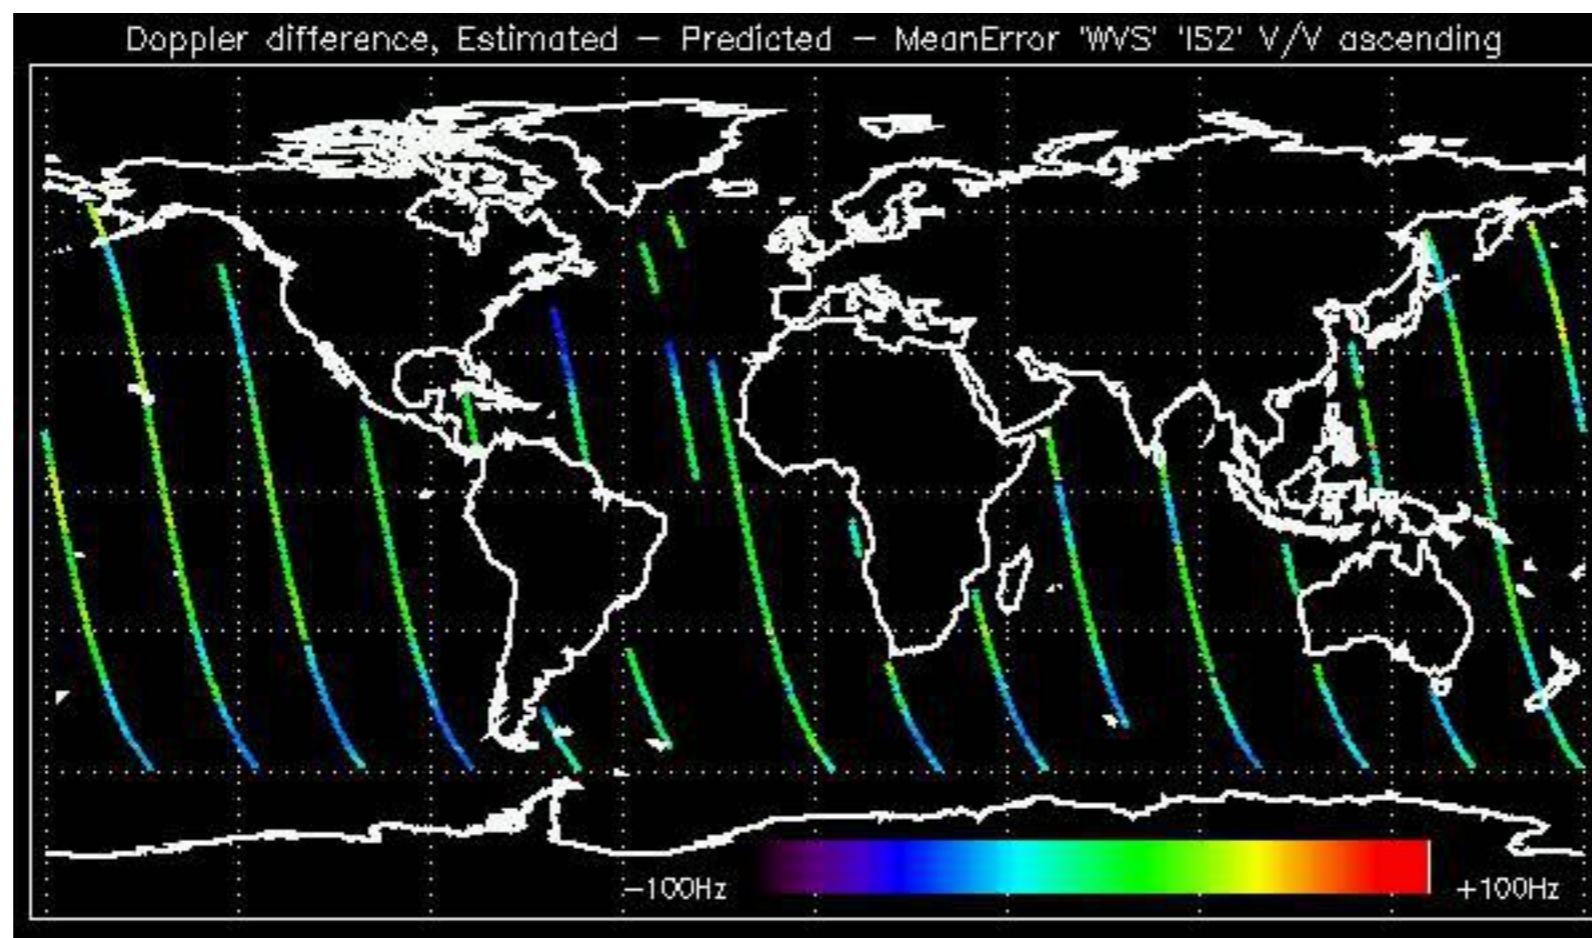 Doppler difference, Estimated - Predicted - MeanError 'WVS' 'IS2' V/V ascending
-100Hz
+100Hz